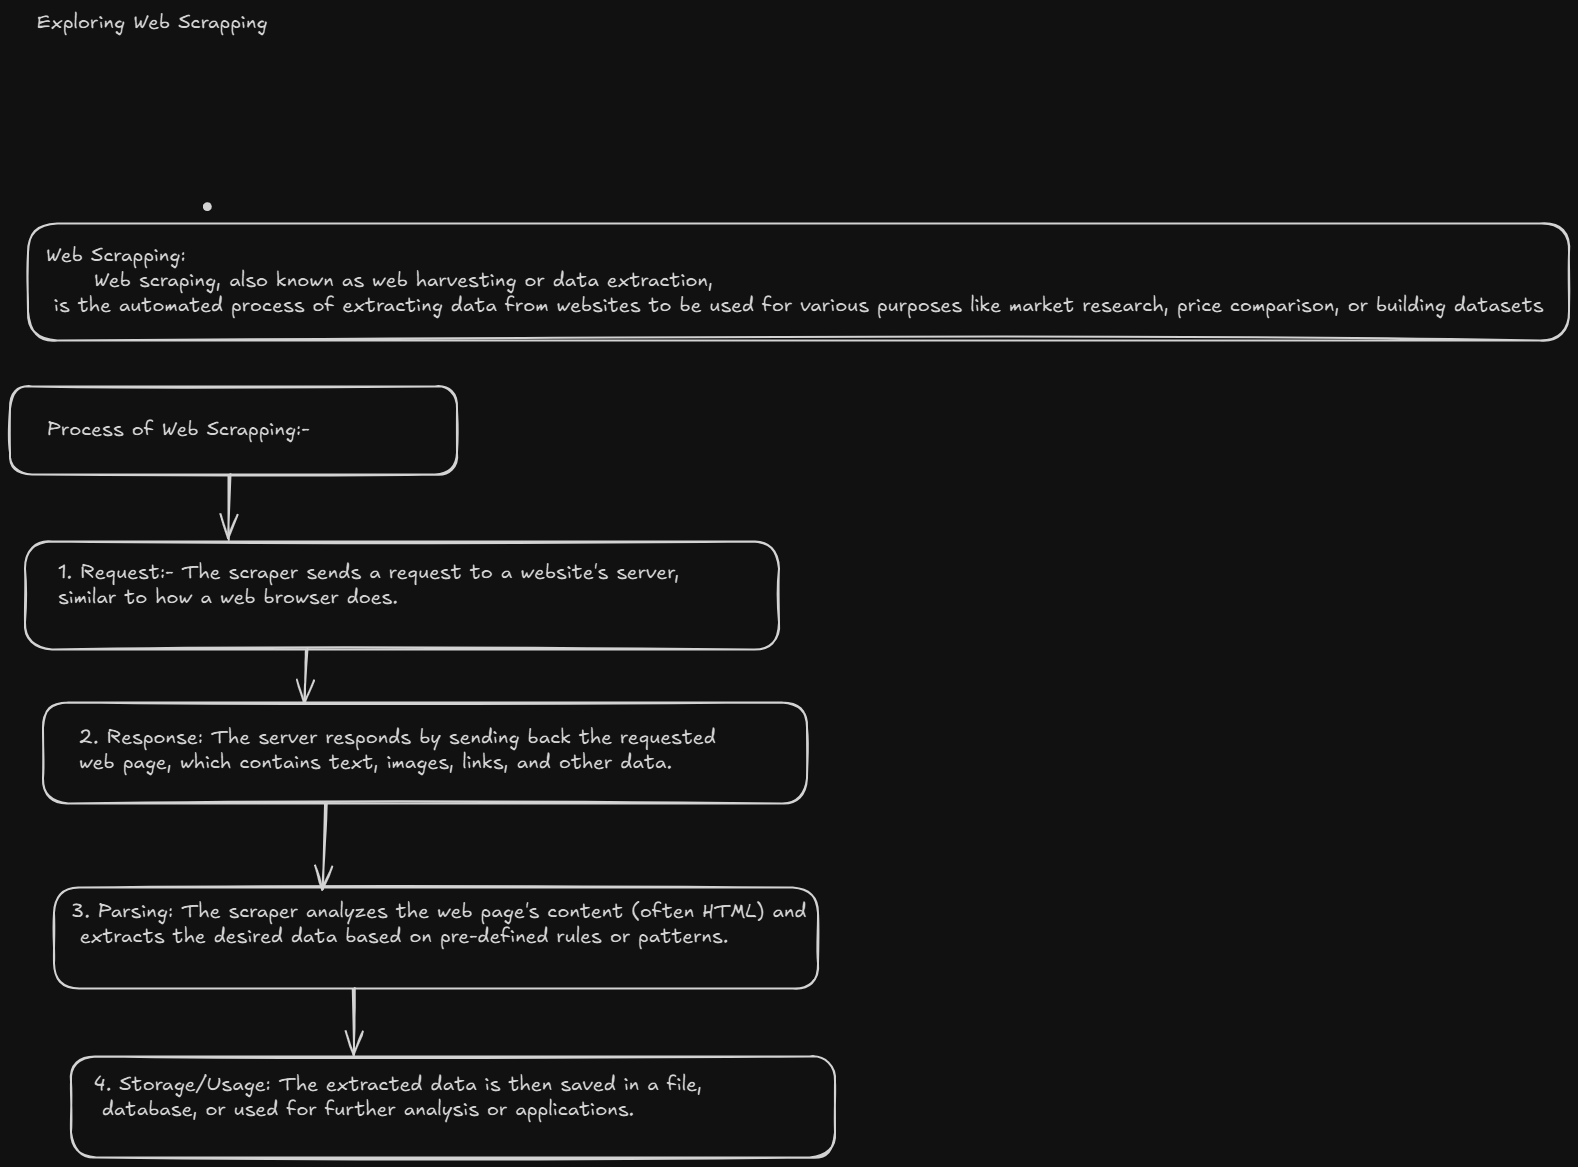 Exploring Web Scrapping
Web Scrapping:
Web scraping, also known as web harvesting or data extraction,
is the automated process of extracting data from websites to be used for various purposes like market research, price comparison, or building datasets
Process of Web Scrapping:-
1. Request:- The scraper sends a request to a website's server,
similar to how a web browser does.
2. Response: The server responds by sending back the requested
web page, which contains text, images, links, and other data.
3. Parsing: The scraper analyzes the web page's content (often HTML) and
extracts the desired data based on pre-defined rules or patterns.
4. Storage/Usage: The extracted data is then saved in a file,
database, or used for further analysis or applications.